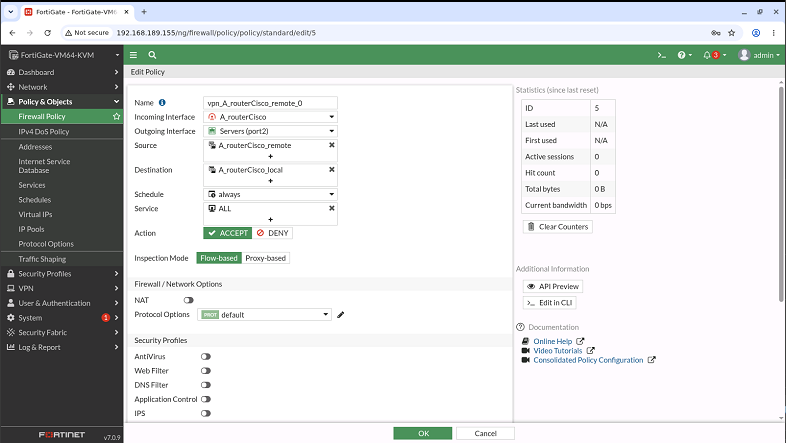 FortiGate - FortiGate-VM6
Not secure 192.168.189.155/ng/firewall/policy/policy/standard/edit/5
FortiGate-VM64-KVM
3
admin
Dashboard
Network
Policy & Objects
Firewall Policy
IPv4 DoS Policy
Addresses
Internet Service
Database
Services
Schedules
Virtual IPs
IP Pools
Protocol Options
Traffic Shaping
Security Profiles
VPN
User & Authentication
System 1
Security Fabric
Log & Report
FORTINET v7.0.9
Edit Policy
Name vpn_A_routerCisco_remote_0
Incoming Interface A_routerCisco
Outgoing Interface Servers (port2)
Source A_routerCisco_remote
+
Destination A_routerCisco_local
+
Schedule always
Service ALL
+
Action ACCEPT DENY
Inspection Mode Flow-based Proxy-based
Firewall / Network Options
NAT
Protocol Options PROT default
Security Profiles
AntiVirus
Web Filter
DNS Filter
Application Control
IPS
Statistics (since last reset)
ID 5
Last used N/A
First used N/A
Active sessions 0
Hit count 0
Total bytes 0 B
Current bandwidth 0 bps
Clear Counters
Additional Information
API Preview
>_ Edit in CLI
Documentation
Online Help
Video Tutorials
Consolidated Policy Configuration
OK Cancel